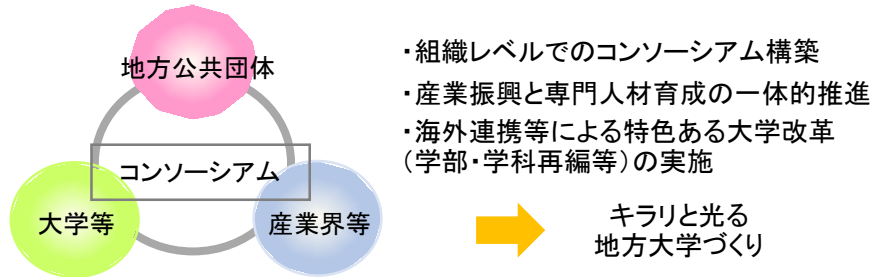 地方公共団体
コンソーシアム
大学等
産業界等
・組織レベルでのコンソーシアム構築
・産業振興と専門人材育成の一体的推進
・海外連携等による特色ある大学改革
（学部・学科再編等）の実施
キラリと光る
地方大学づくり